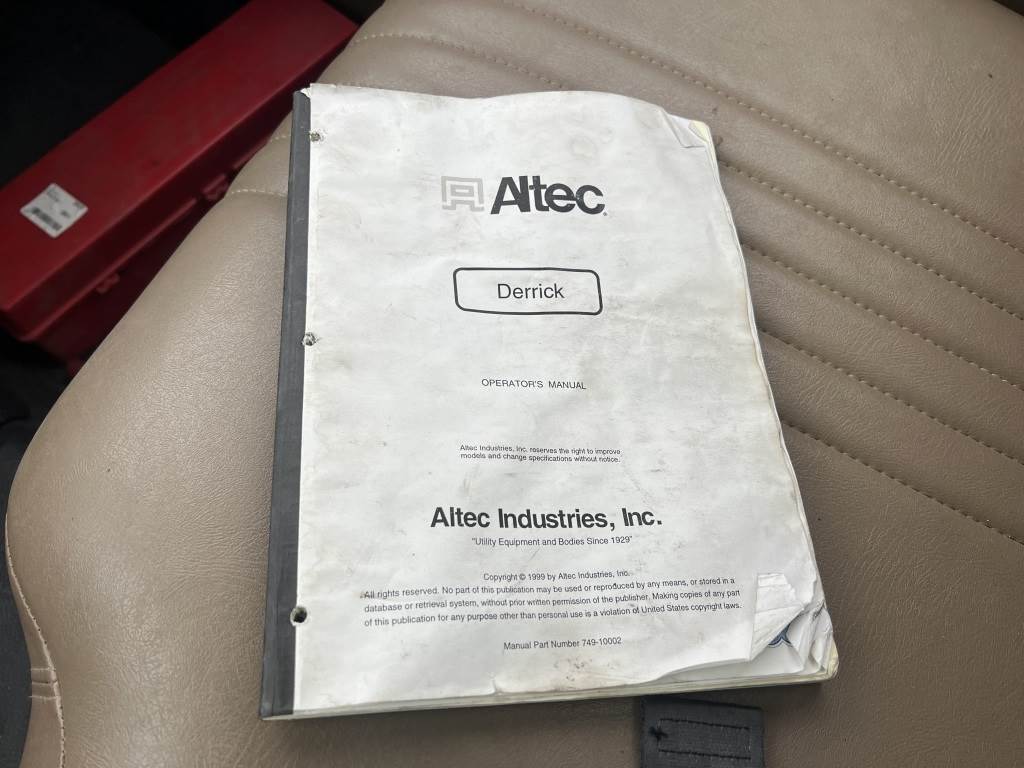 Altec
Derrick
OPERATOR'S MANUAL
Altec Industries, Inc. reserves the right to improve
models and change specifications without notice.
Altec Industries, Inc.
"Utility Equipment and Bodies Since 1929"
Copyright © 1999 by Altec Industries, Inc.
All rights reserved. No part of this publication may be used or reproduced by any means, or stored in a
database or retrieval system, without prior written permission of the publisher. Making copies of any part
of this publication for any purpose other than personal use is a violation of United States copyright laws.
Manual Part Number 749-10002